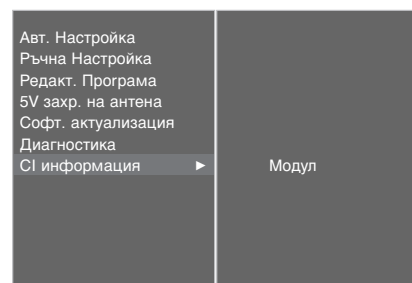 Авт. Настройка
Ръчна Настройка
Редакт. Програма
5V захр. на антена
Софт. актуализация
Диагностика
CI информация ►
Модул